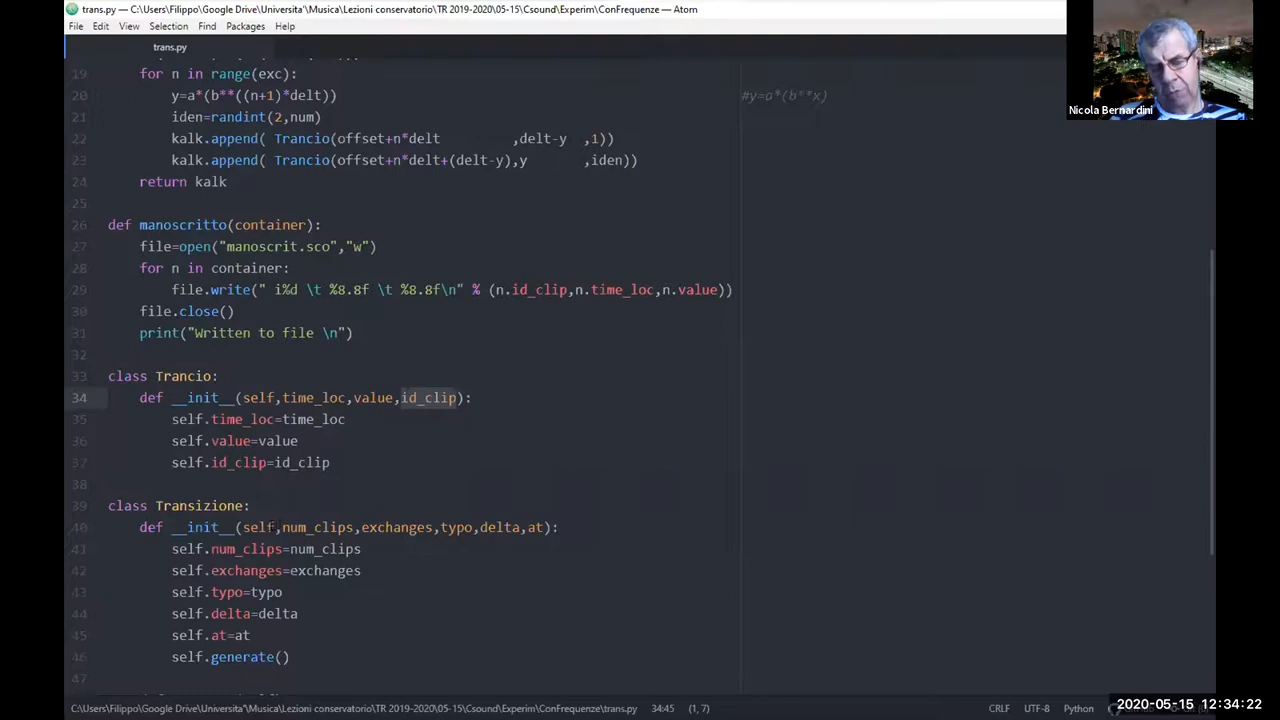 trans.py — C:\Users\Filippo\Google Drive\Universita'\Musica\Lezioni conservatorio\TR 2019-2020\05-15\Csound\Experim\ConFrequenze — Atom
File Edit View Selection Find Packages Help
trans.py
19 for n in range(exc):
20 y=a*(b**((n+1)*delt)) #y=a*(b**x)
21 iden=randint(2,num)
22 kalk.append( Trancio(offset+n*delt ,delt-y ,1))
23 kalk.append( Trancio(offset+n*delt+(delt-y),y ,iden))
24 return kalk
25
26 def manoscritto(container):
27 file=open("manoscrit.sco","w")
28 for n in container:
29 file.write(" i%d \t %8.8f \t %8.8f\n" % (n.id_clip,n.time_loc,n.value))
30 file.close()
31 print("Written to file \n")
32
33 class Trancio:
34 def __init__(self,time_loc,value,id_clip):
35 self.time_loc=time_loc
36 self.value=value
37 self.id_clip=id_clip
38
39 class Transizione:
40 def __init__(self,num_clips,exchanges,typo,delta,at):
41 self.num_clips=num_clips
42 self.exchanges=exchanges
43 self.typo=typo
44 self.delta=delta
45 self.at=at
46 self.generate()
47
C:\Users\Filippo\Google Drive\Universita'\Musica\Lezioni conservatorio\TR 2019-2020\05-15\Csound\Experim\ConFrequenze\trans.py 34:45 (1, 7) CRLF UTF-8 Python
Nicola Bernardini
2020-05-15 12:34:22